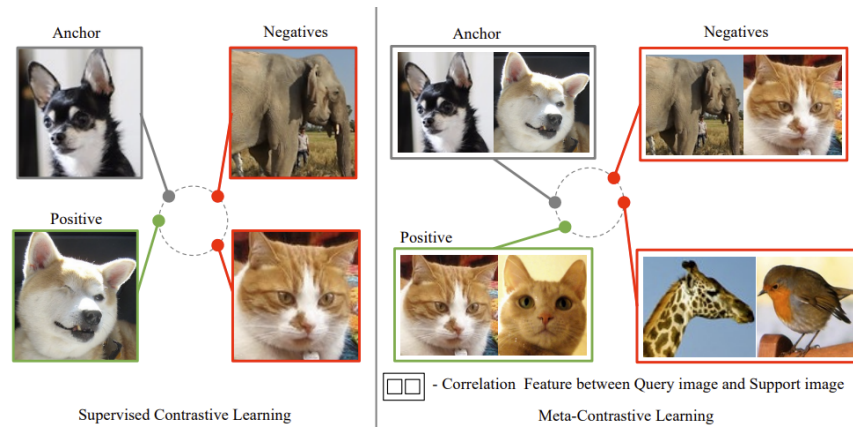 Anchor
Negatives
Positive
Supervised Contrastive Learning
Anchor
Negatives
Positive
- Correlation Feature between Query image and Support image
Meta-Contrastive Learning